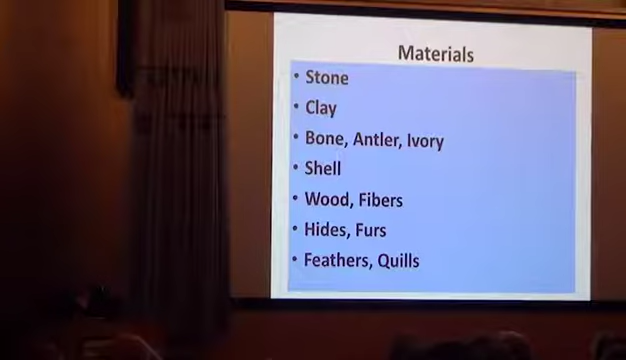 Materials
• Stone
• Clay
• Bone, Antler, Ivory
• Shell
• Wood, Fibers
• Hides, Furs
• Feathers, Quills